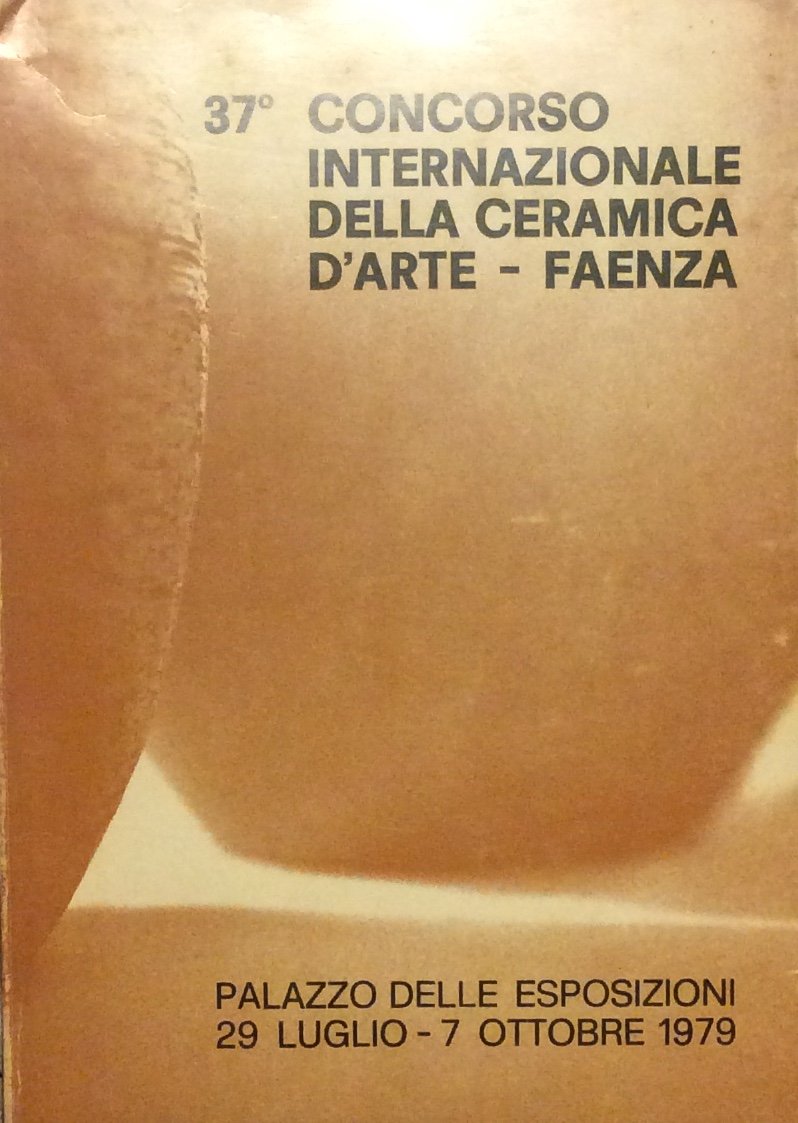 37° CONCORSO
INTERNAZIONALE
DELLA CERAMICA
D'ARTE - FAENZA
PALAZZO DELLE ESPOSIZIONI
29 LUGLIO - 7 OTTOBRE 1979